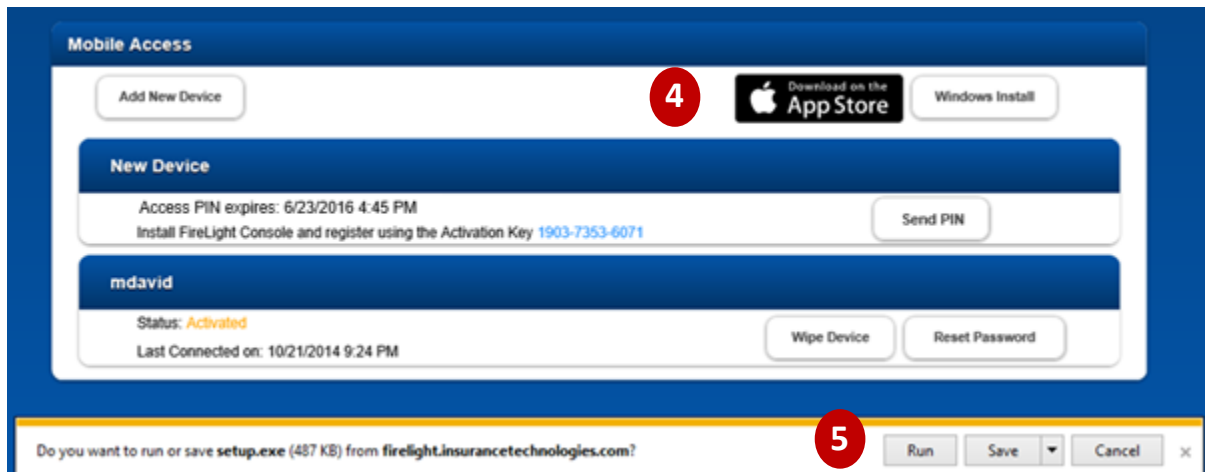 Mobile Access
Add New Device
4
Download on the
App Store
Windows Install
New Device
Access PIN expires: 6/23/2016 4:45 PM
Send PIN
Install FireLight Console and register using the Activation Key 1903-7353-6071
mdavid
Status: Activated
Wipe Device
Reset Password
Last Connected on: 10/21/2014 9:24 PM
5
Do you want to run or save setup.exe (487 KB) from firelight.insurancetechnologies.com?
Run
Save
Cancel
×